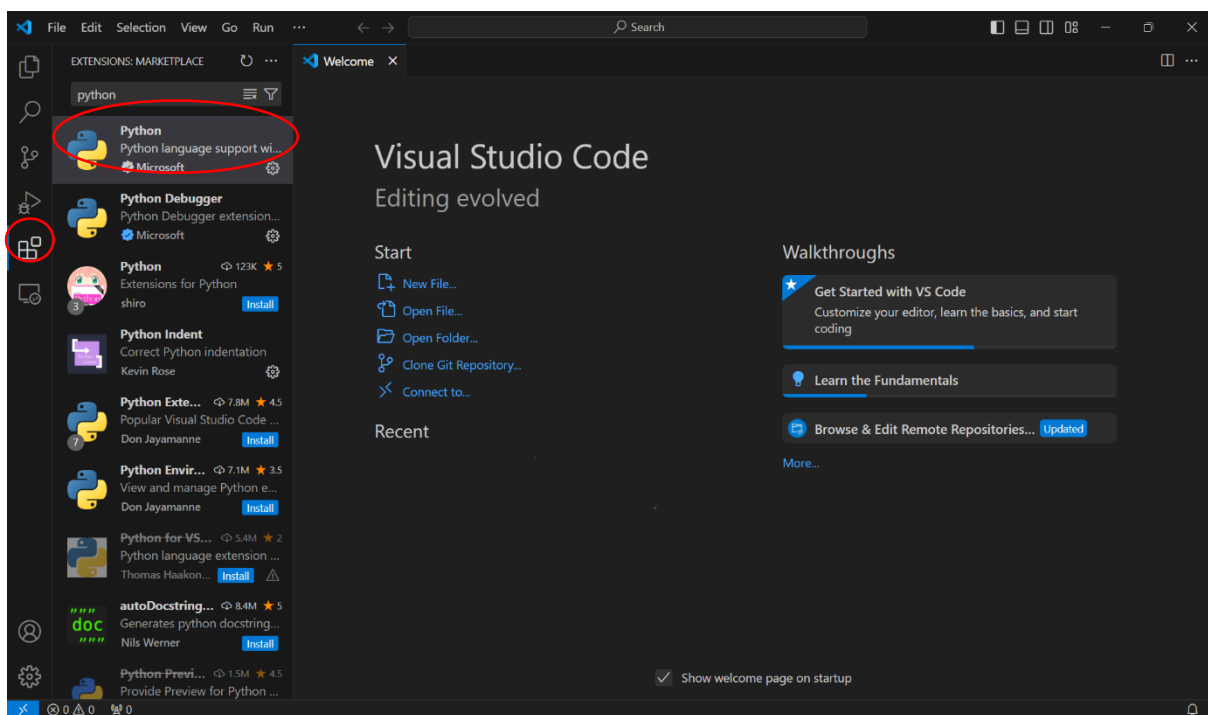 File Edit Selection View Go Run ...
Search
EXTENSIONS: MARKETPLACE
Welcome
python
Python
Python language support wi...
Microsoft
Python Debugger
Python Debugger extension...
Microsoft
Python 123K 5
Extensions for Python
3 shiro Install
Python Indent
Correct Python indentation
Kevin Rose
Python Exte... 7.8M 4.5
Popular Visual Studio Code ...
7 Don Jayamanne Install
Python Envir... 7.1M 3.5
View and manage Python e...
Don Jayamanne Install
Python for VS... 5.4M 2
Python language extension ...
Thomas Haakon... Install
autoDocstring... 8.4M 5
"""
doc
"""
Generates python docstring...
Nils Werner Install
Python Previ... 1.5M 4.5
Provide Preview for Python ...
Visual Studio Code
Editing evolved
Start
New File...
Open File...
Open Folder...
Clone Git Repository...
Connect to...
Recent
Walkthroughs
Get Started with VS Code
Customize your editor, learn the basics, and start
coding
Learn the Fundamentals
Browse & Edit Remote Repositories... Updated
More...
Show welcome page on startup
0 0 0